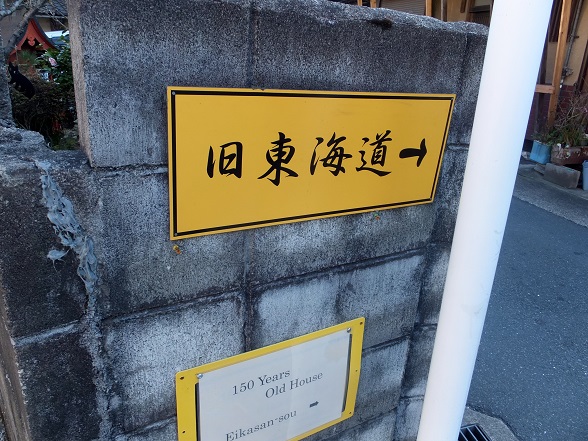 旧東海道→
150 Years
Old House
Eikasan-sou →